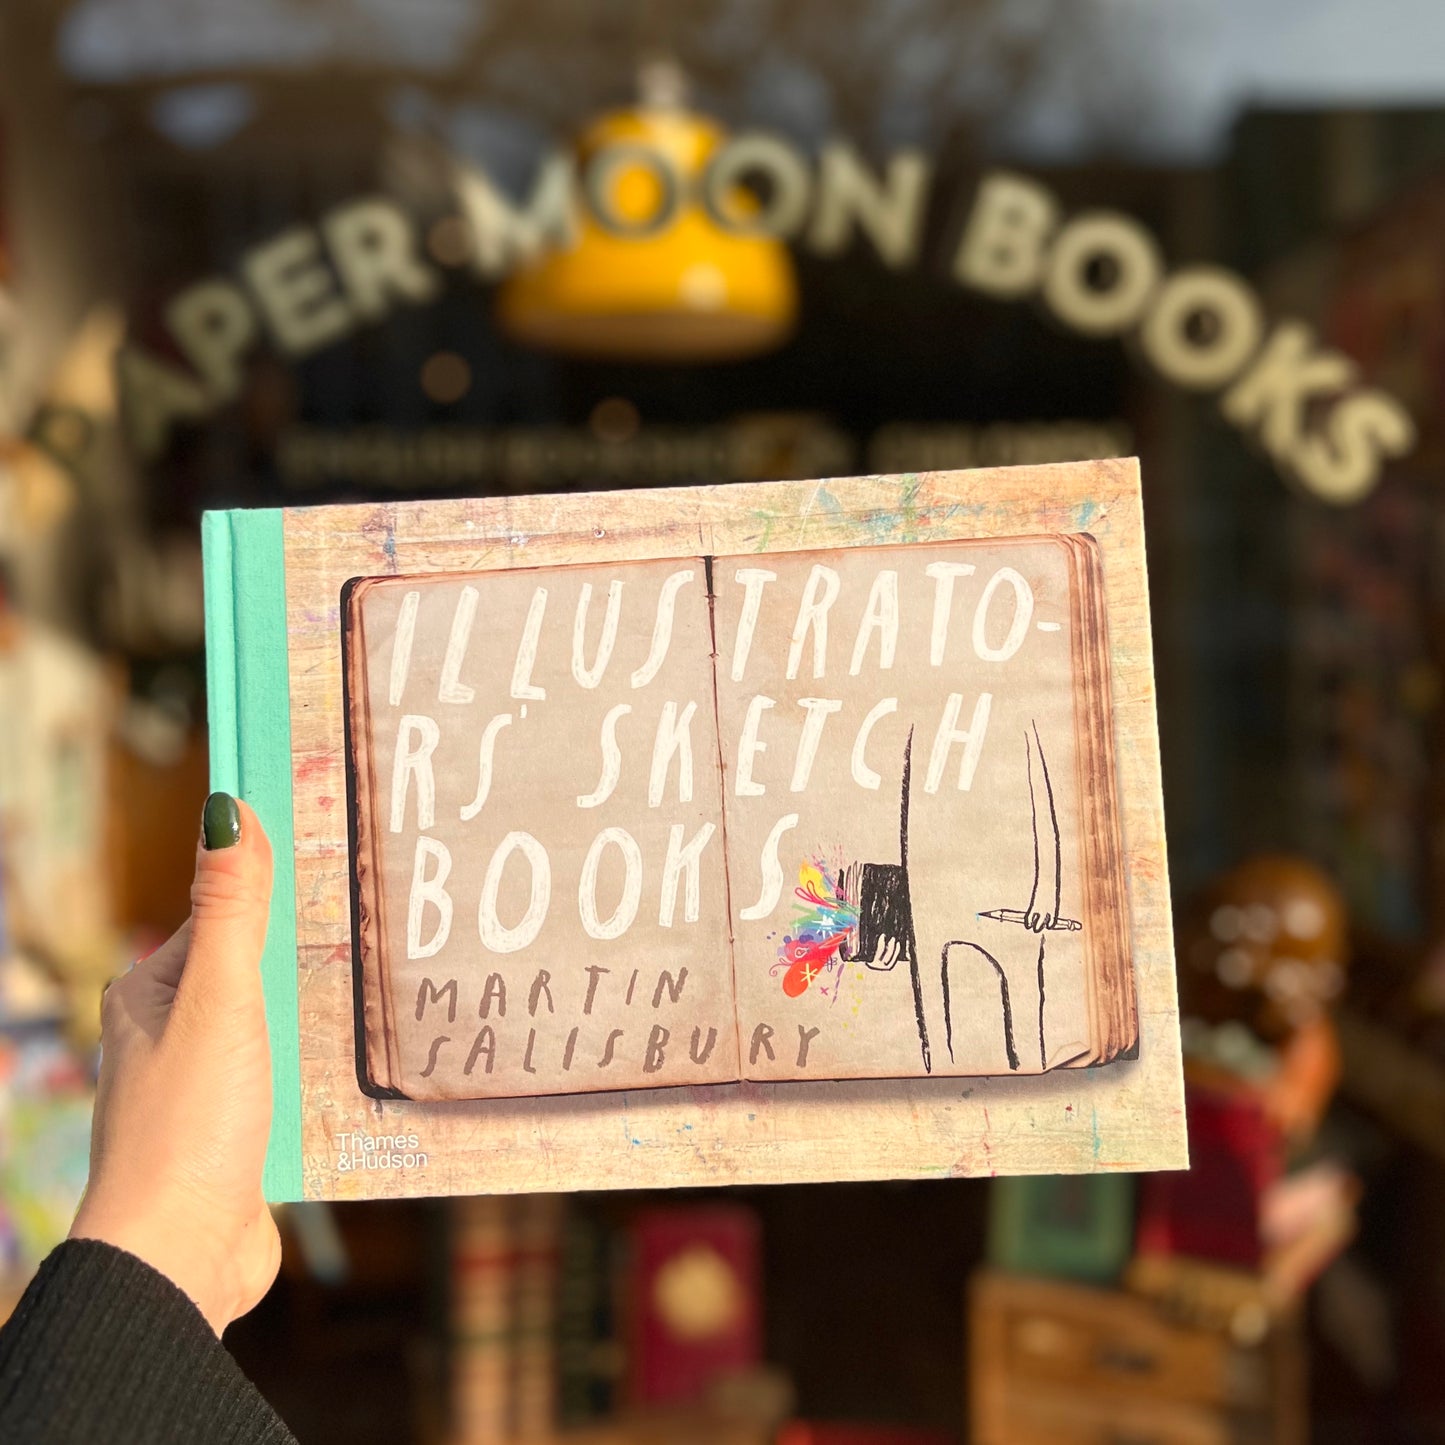 PAPER MOON BOOKS
ILLUSTRATO-
RS' SKETCH
BOOKS
MARTIN
SALISBURY
Thames
&Hudson